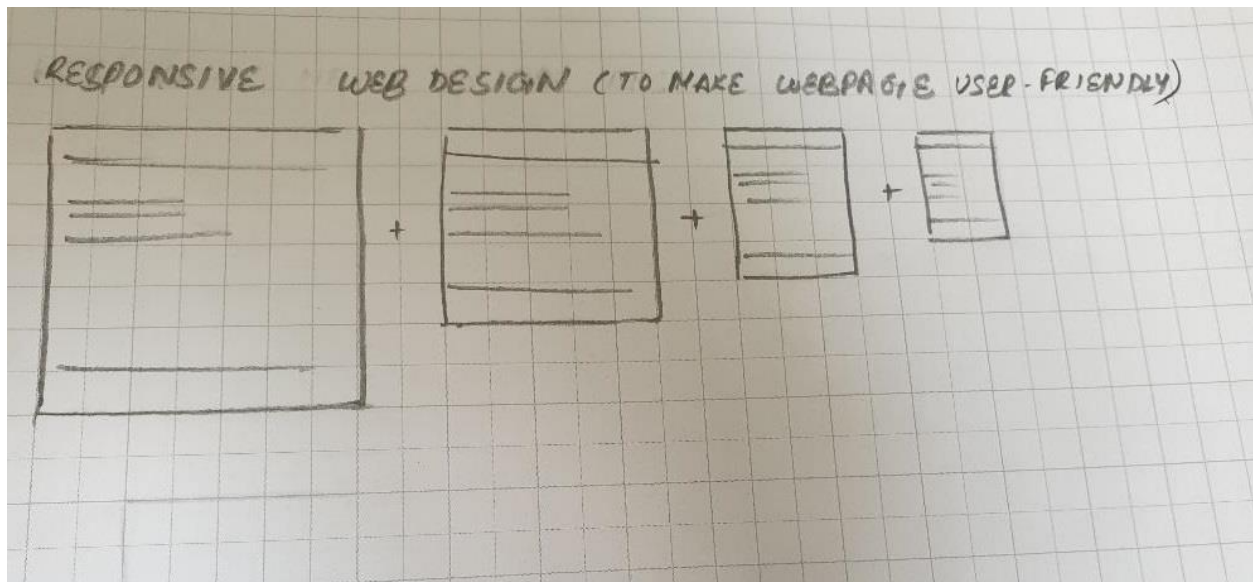 RESPONSIVE WEB DESIGN (TO MAKE WEBPAGE USER-FRIENDLY)
+ + +